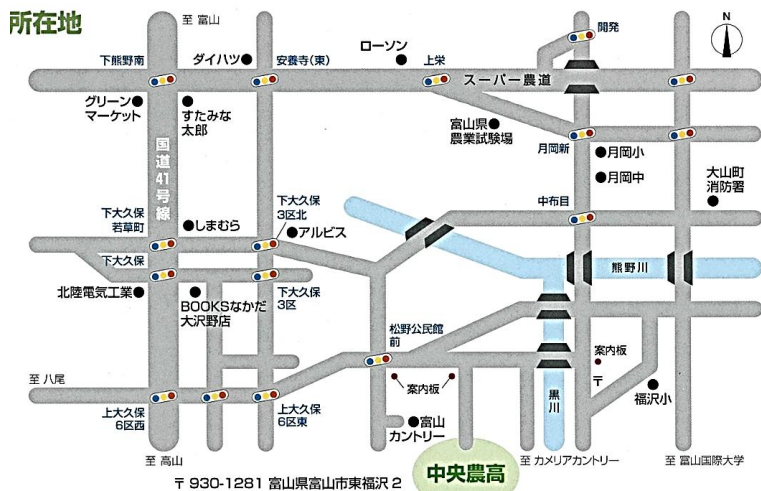 所在地
至 富山
N
開発
ローソン
下熊野南
ダイハツ
安養寺(東)
上栄
スーパー農道
グリーン
マーケット
すたみな
太郎
富山県
農業試験場
月岡新
月岡小
月岡中
大山町
消防署
国道41号線
下大久保
若草町
しまむら
下大久保
3区北
アルビス
中布目
熊野川
下大久保
北陸電気工業
BOOKSなかだ
大沢野店
下大久保
3区
松野公民館
前
案内板
〒
至 八尾
案内板
黒川
福沢小
上大久保
6区西
上大久保
6区東
富山
カントリー
至 高山
中央農高
至 カメリアカントリー
至 富山国際大学
〒930-1281 富山県富山市東福沢2